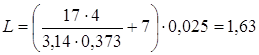 L = (17·4 / 3,14·0,373 + 7)·0,025 = 1,63